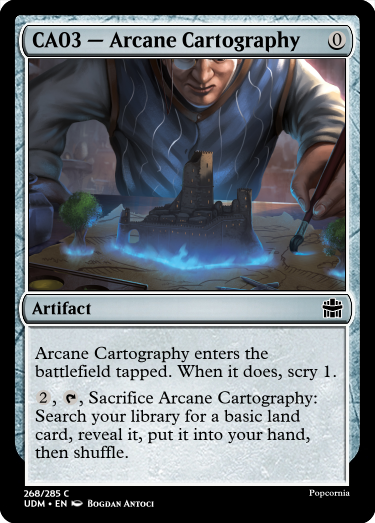 CA03 — Arcane Cartography 0
Artifact
Arcane Cartography enters the
battlefield tapped. When it does, scry 1.
2, , Sacrifice Arcane Cartography:
Search your library for a basic land
card, reveal it, put it into your hand,
then shuffle.
268/285 C Popcornia
UDM • EN Bogdan Antoci